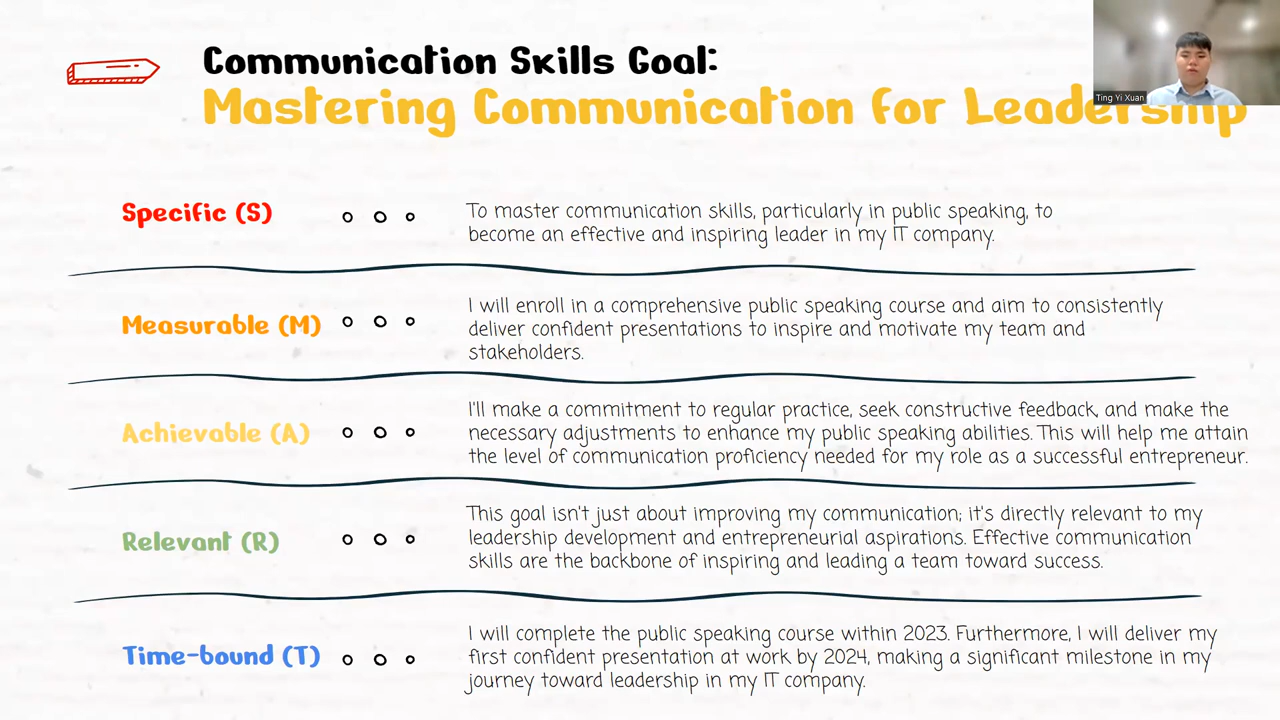 Communication Skills Goal:
Mastering Communication for Leadership
Ting Yi Xuan
Specific (S)
To master communication skills, particularly in public speaking, to
become an effective and inspiring leader in my IT company.
Measurable (M)
I will enroll in a comprehensive public speaking course and aim to consistently
deliver confident presentations to inspire and motivate my team and
stakeholders.
Achievable (A)
I'll make a commitment to regular practice, seek constructive feedback, and make the
necessary adjustments to enhance my public speaking abilities. This will help me attain
the level of communication proficiency needed for my role as a successful entrepreneur.
Relevant (R)
This goal isn't just about improving my communication; it's directly relevant to my
leadership development and entrepreneurial aspirations. Effective communication
skills are the backbone of inspiring and leading a team toward success.
Time-bound (T)
I will complete the public speaking course within 2023. Furthermore, I will deliver my
first confident presentation at work by 2024, making a significant milestone in my
journey toward leadership in my IT company.